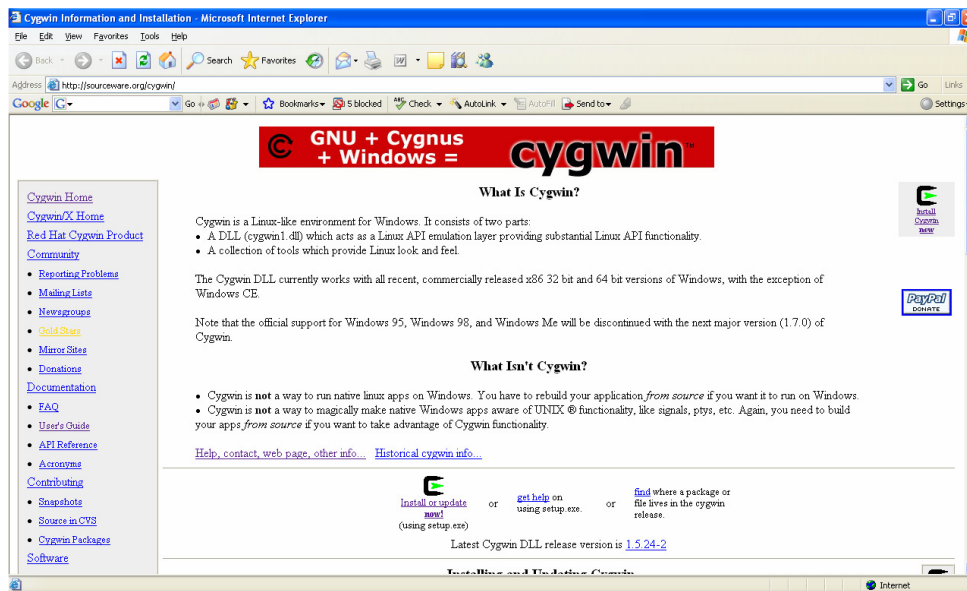 Cygwin Information and Installation - Microsoft Internet Explorer
File Edit View Favorites Tools Help
Back Search Favorites
Address http://sourceware.org/cygwin/ Go Links
Google G Go Bookmarks 5 blocked ABC Check AutoLink AutoFill Send to Settings
GNU + Cygnus
+ Windows = cygwin™
Cygwin Home
Cygwin/X Home
Red Hat Cygwin Product
Community
• Reporting Problems
• Mailing Lists
• Newsgroups
• Gold Stars
• Mirror Sites
• Donations
Documentation
• FAQ
• User's Guide
• API Reference
• Acronyms
Contributing
• Snapshots
• Source in CVS
• Cygwin Packages
Software
What Is Cygwin?
Cygwin is a Linux-like environment for Windows. It consists of two parts:
• A DLL (cygwin1.dll) which acts as a Linux API emulation layer providing substantial Linux API functionality.
• A collection of tools which provide Linux look and feel.
The Cygwin DLL currently works with all recent, commercially released x86 32 bit and 64 bit versions of Windows, with the exception of
Windows CE.
Note that the official support for Windows 95, Windows 98, and Windows Me will be discontinued with the next major version (1.7.0) of
Cygwin.
What Isn't Cygwin?
• Cygwin is not a way to run native linux apps on Windows. You have to rebuild your application from source if you want it to run on Windows.
• Cygwin is not a way to magically make native Windows apps aware of UNIX ® functionality, like signals, ptys, etc. Again, you need to build
your apps from source if you want to take advantage of Cygwin functionality.
Help, contact, web page, other info... Historical cygwin info...
Install or update
now!
(using setup.exe)
or
get help on
using setup.exe.
or
find where a package or
file lives in the cygwin
release.
Latest Cygwin DLL release version is 1.5.24-2
Installing and Updating Cygwin
Install
Cygwin
now
PayPal
DONATE
Internet